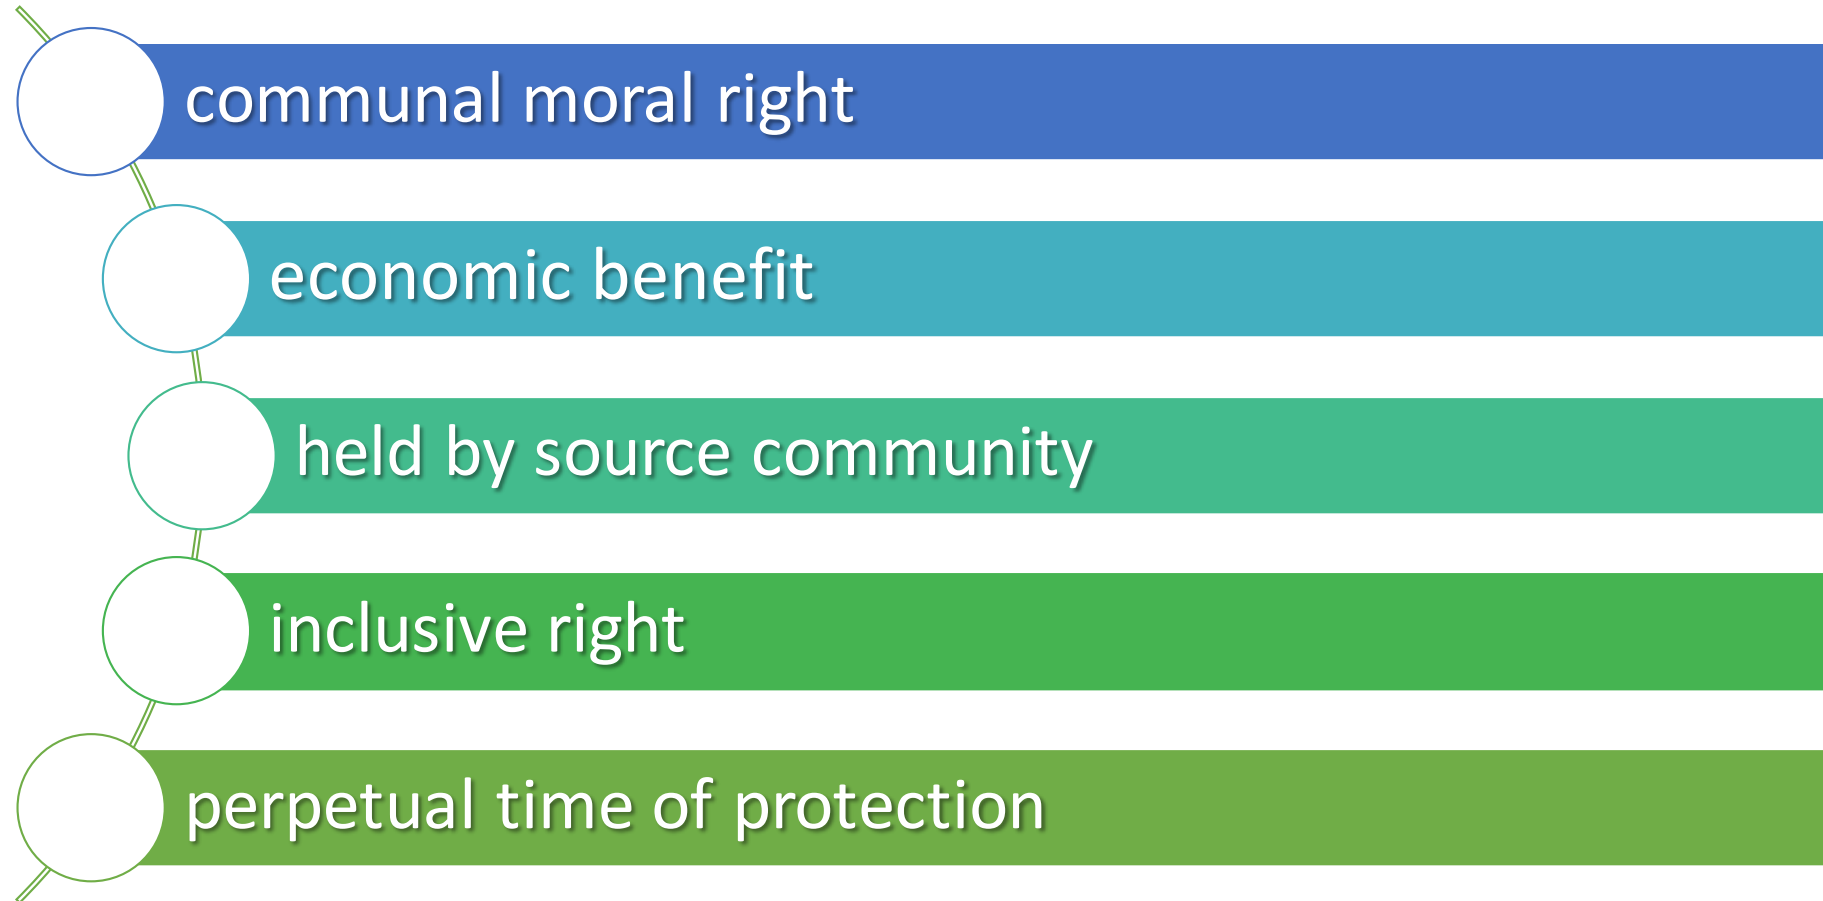 communal moral right
economic benefit
held by source community
inclusive right
perpetual time of protection